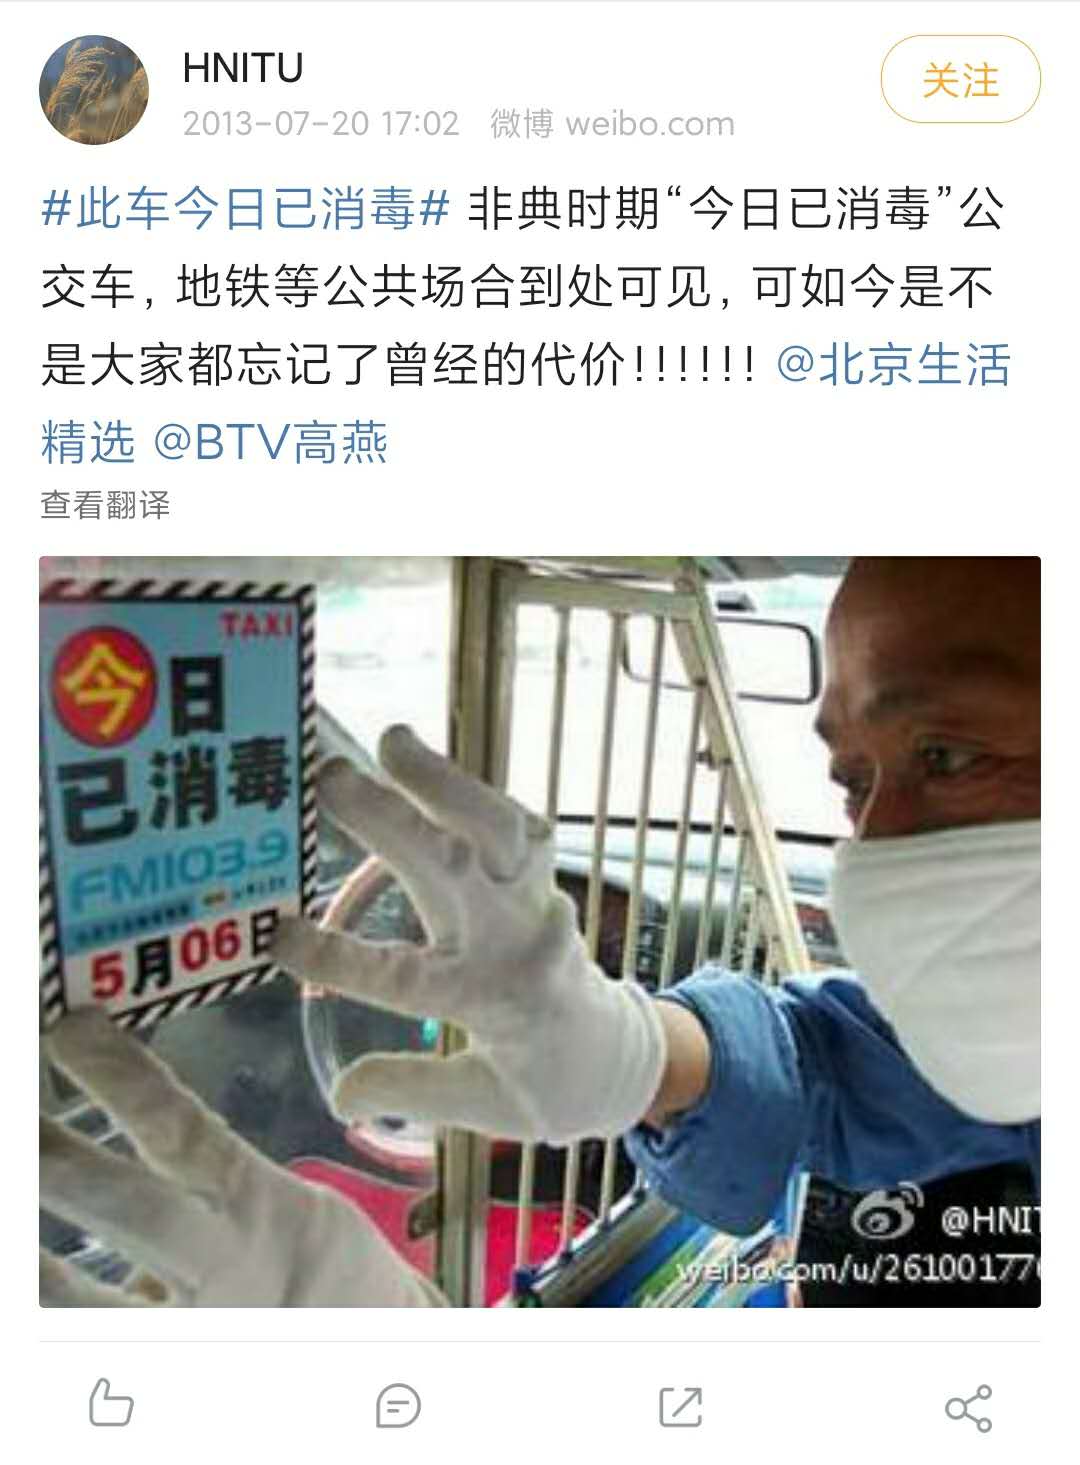 HNITU
关注
2013-07-20 17:02 微博 weibo.com
#此车今日已消毒# 非典时期“今日已消毒”公
交车, 地铁等公共场合到处可见, 可如今是不
是大家都忘记了曾经的代价!!!!!! @北京生活
精选 @BTV高燕
查看翻译
TAXI
今日
已消毒
FM103.9
5月06日
@HNIT
weibo.com/u/261001776